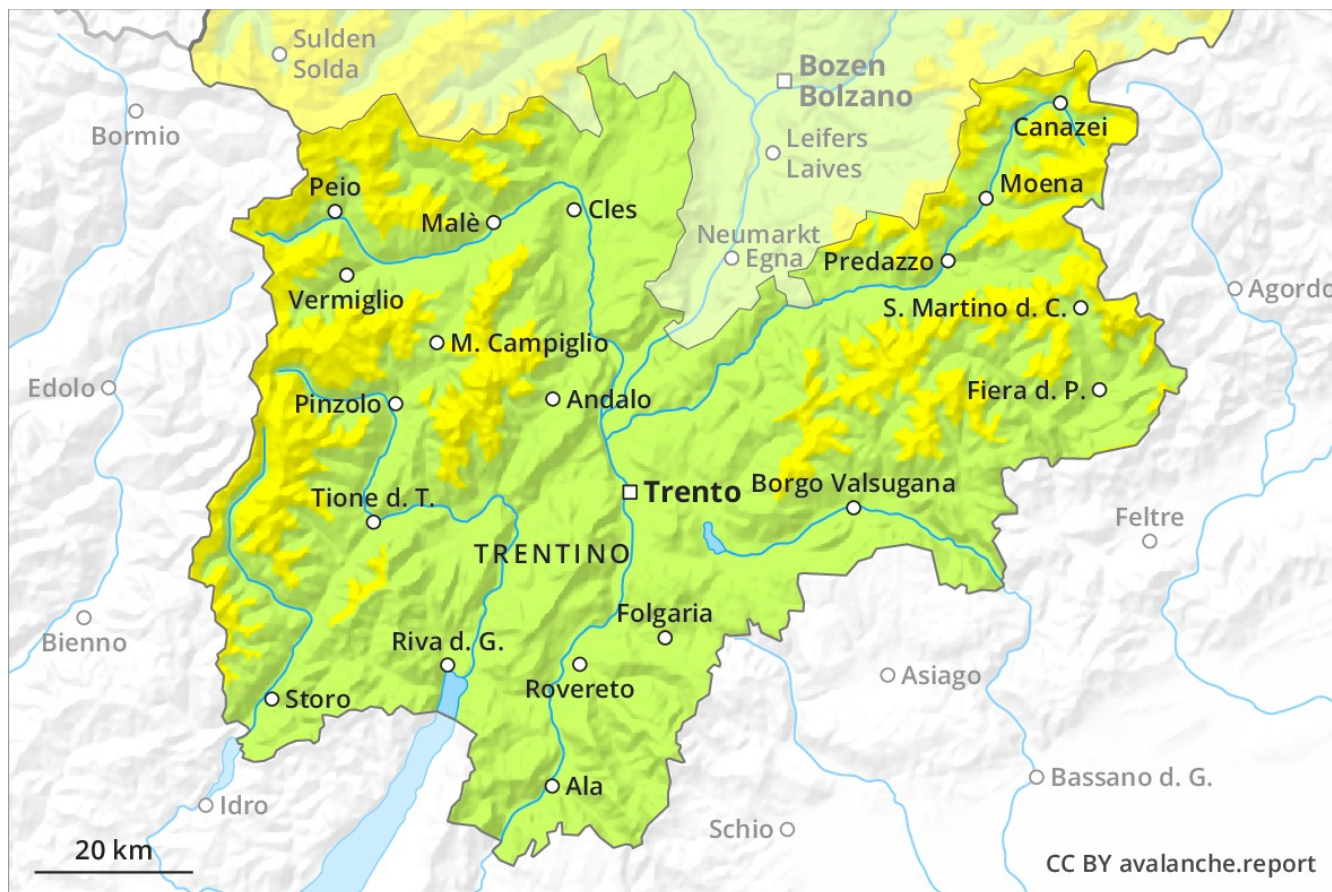 Sulden
Solda
Bormio
Bozen
Bolzano
Leifers
Laives
Canazei
Moena
Peio
Malè
Cles
Neumarkt
Egna
Predazzo
Vermiglio
S. Martino d. C.
Agordo
M. Campiglio
Edolo
Pinzolo
Andalo
Fiera d. P.
Tione d. T.
Trento
Borgo Valsugana
Feltre
TRENTINO
Bienno
Folgaria
Riva d. G.
Rovereto
Asiago
Storo
Ala
Bassano d. G.
Idro
Schio
20 km
CC BY avalanche.report